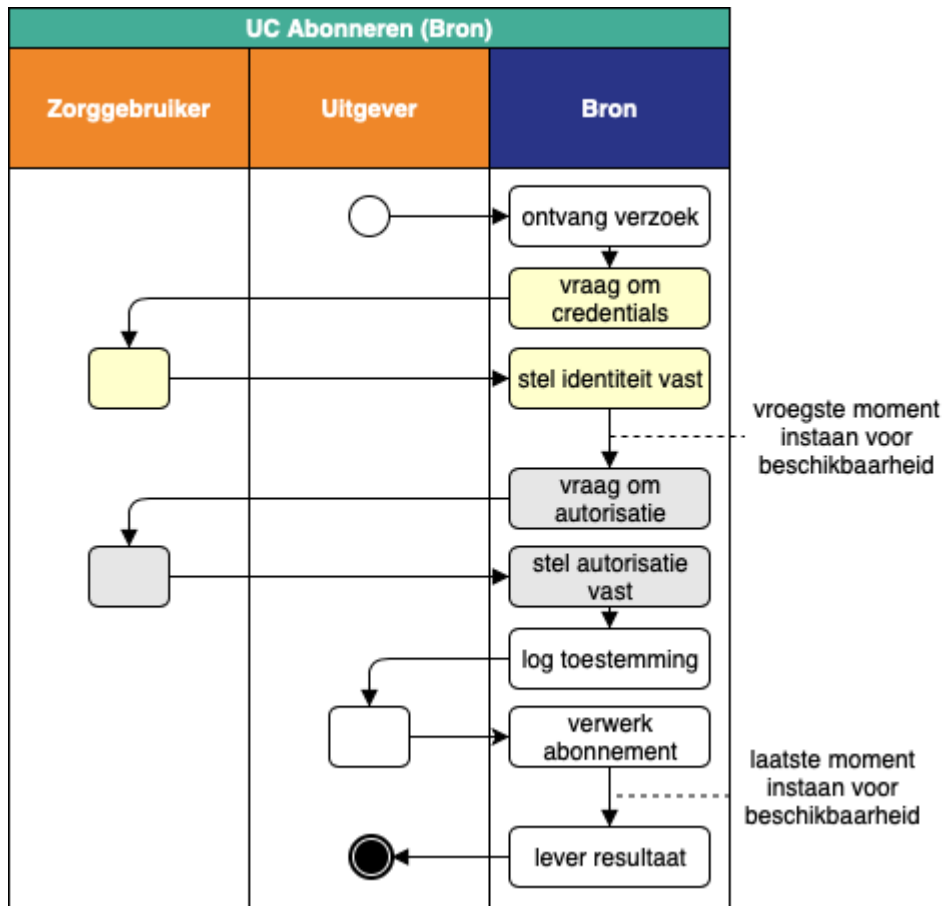 UC Abonneren (Bron)
Zorggebruiker
Uitgever
Bron
ontvang verzoek
vraag om
credentials
stel identiteit vast
vroegste moment
instaan voor
beschikbaarheid
vraag om
autorisatie
stel autorisatie
vast
log toestemming
verwerk
abonnement
laatste moment
instaan voor
beschikbaarheid
lever resultaat